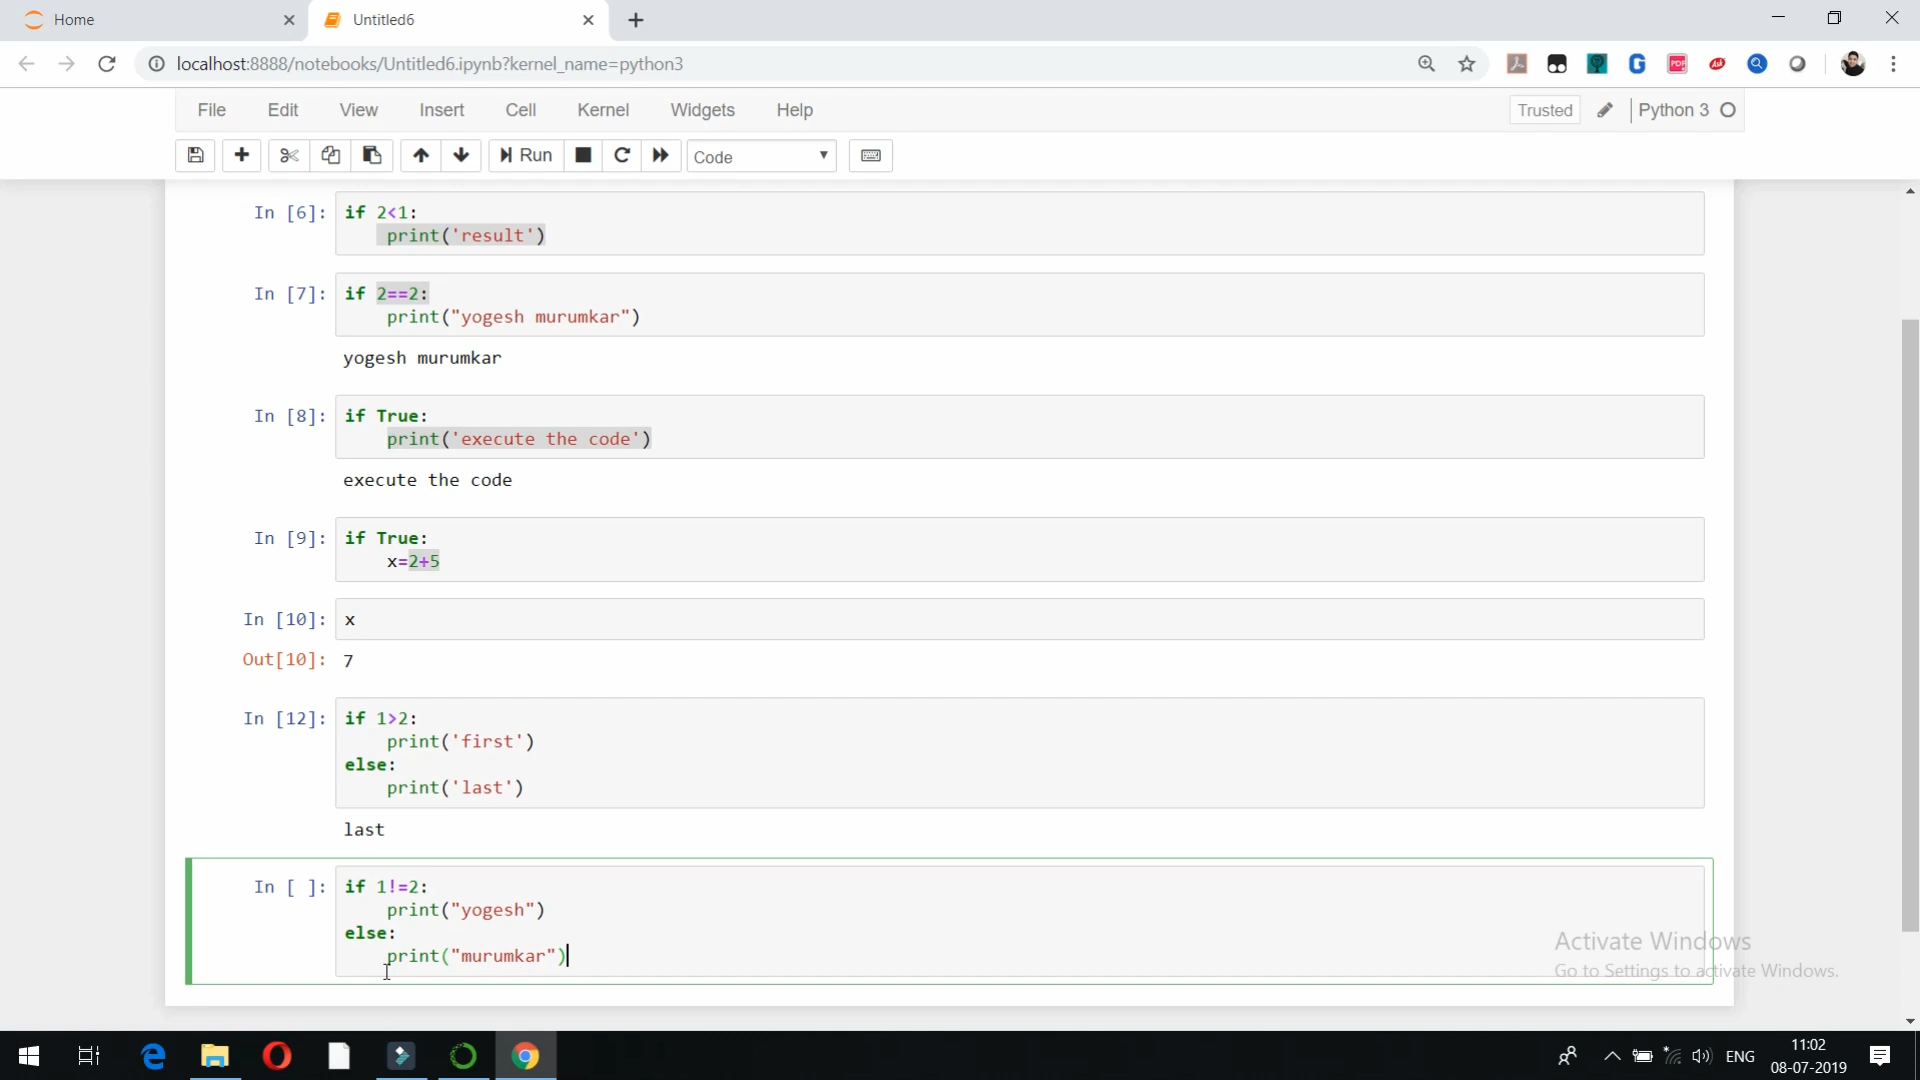 Home
Untitled6
localhost:8888/notebooks/Untitled6.ipynb?kernel_name=python3
File Edit View Insert Cell Kernel Widgets Help
Trusted Python 3
Run Code
In [6]: if 2<1:
print('result')
In [7]: if 2==2:
print("yogesh murumkar")
yogesh murumkar
In [8]: if True:
print('execute the code')
execute the code
In [9]: if True:
x=2+5
In [10]: x
Out[10]: 7
In [12]: if 1>2:
print('first')
else:
print('last')
last
In [ ]: if 1!=2:
print("yogesh")
else:
print("murumkar")
Activate Windows
Go to Settings to activate Windows.
ENG
11:02
08-07-2019